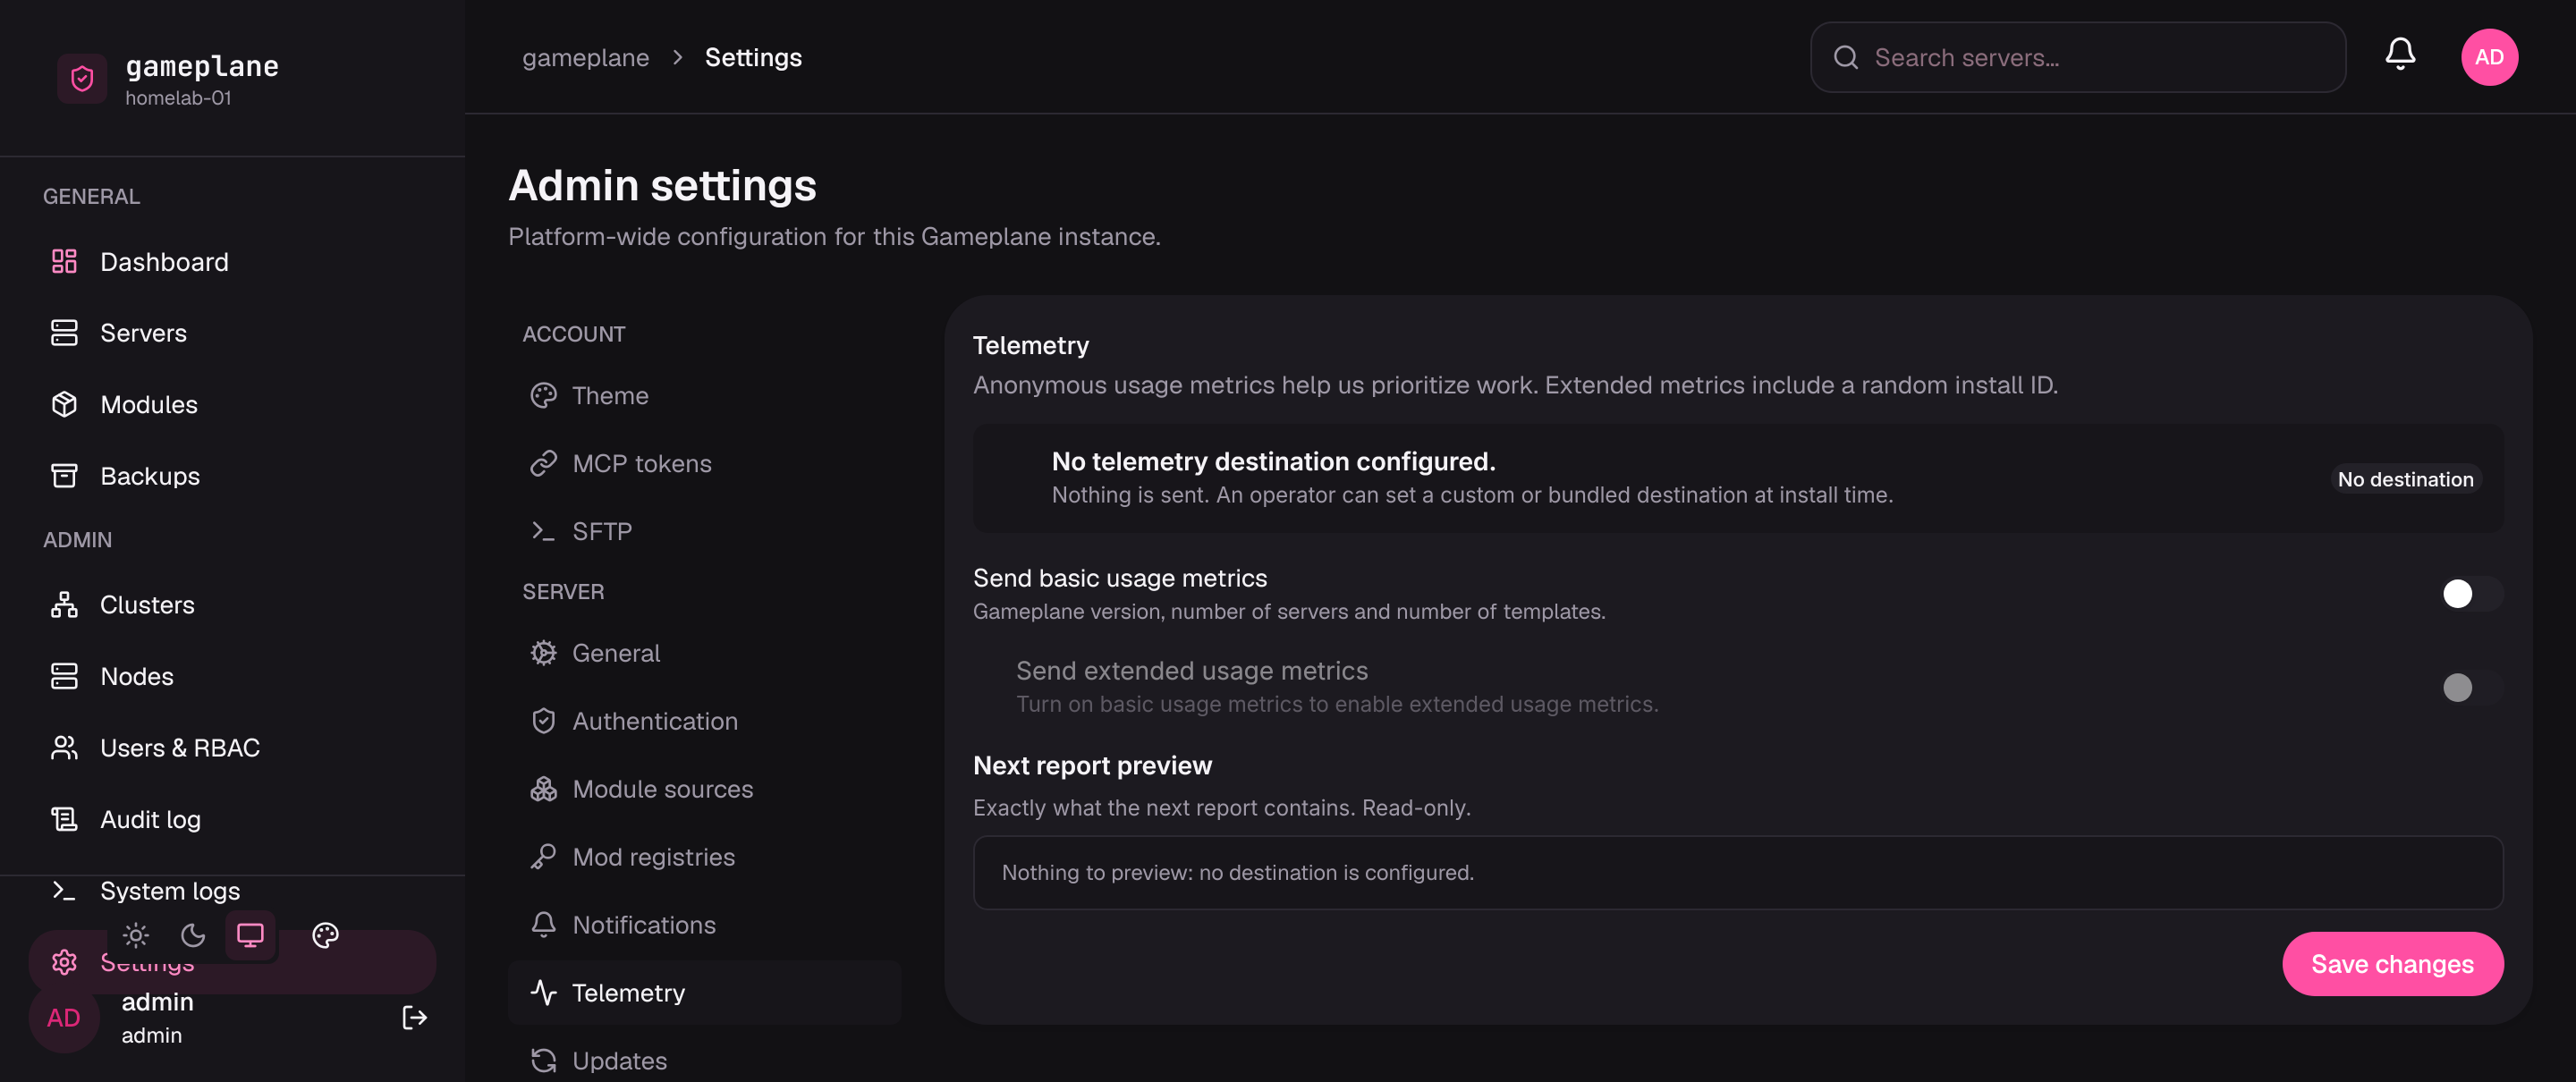 gameplane
homelab-01
GENERAL
Dashboard
Servers
Modules
Backups
ADMIN
Clusters
Nodes
Users & RBAC
Audit log
System logs
Settings
AD
admin
admin
gameplane > Settings
Search servers...
AD
Admin settings
Platform-wide configuration for this Gameplane instance.
ACCOUNT
Theme
MCP tokens
SFTP
SERVER
General
Authentication
Module sources
Mod registries
Notifications
Telemetry
Updates
Telemetry
Anonymous usage metrics help us prioritize work. Extended metrics include a random install ID.
No telemetry destination configured.
Nothing is sent. An operator can set a custom or bundled destination at install time.
No destination
Send basic usage metrics
Gameplane version, number of servers and number of templates.
Send extended usage metrics
Turn on basic usage metrics to enable extended usage metrics.
Next report preview
Exactly what the next report contains. Read-only.
Nothing to preview: no destination is configured.
Save changes